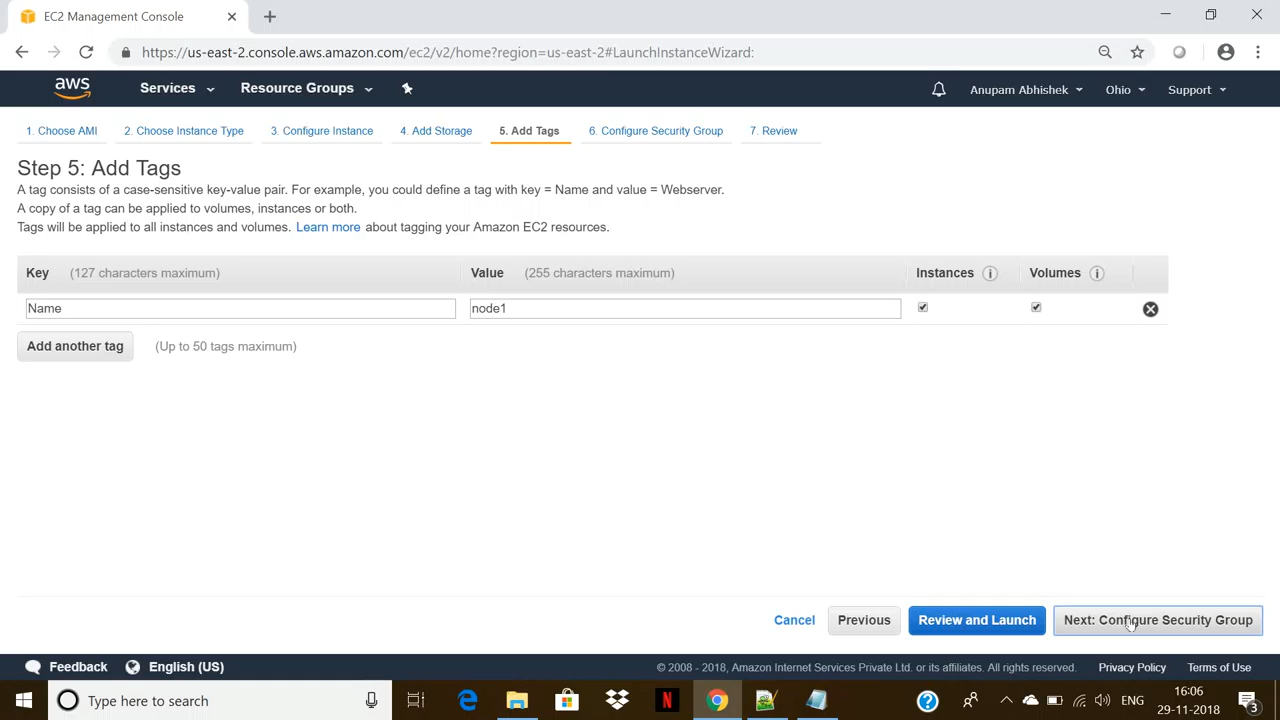 EC2 Management Console
https://us-east-2.console.aws.amazon.com/ec2/v2/home?region=us-east-2#LaunchInstanceWizard:
aws Services Resource Groups Anupam Abhishek Ohio Support
1. Choose AMI 2. Choose Instance Type 3. Configure Instance 4. Add Storage 5. Add Tags 6. Configure Security Group 7. Review
Step 5: Add Tags
A tag consists of a case-sensitive key-value pair. For example, you could define a tag with key = Name and value = Webserver.
A copy of a tag can be applied to volumes, instances or both.
Tags will be applied to all instances and volumes. Learn more about tagging your Amazon EC2 resources.
Key (127 characters maximum) Value (255 characters maximum) Instances i Volumes i
Name node1
Add another tag (Up to 50 tags maximum)
Cancel Previous Review and Launch Next: Configure Security Group
Feedback English (US) © 2008 - 2018, Amazon Internet Services Private Ltd. or its affiliates. All rights reserved. Privacy Policy Terms of Use
Type here to search ENG 16:06
29-11-2018 3